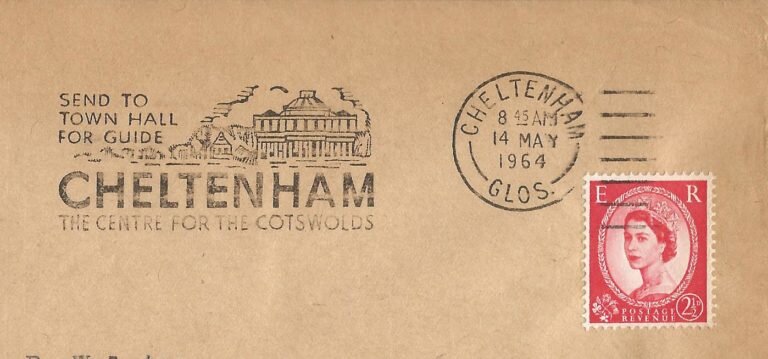 SEND TO
TOWN HALL
FOR GUIDE
CHELTENHAM
THE CENTRE FOR THE COTSWOLDS
CHELTENHAM
8 45 AM
14 MAY
1964
GLOS.
E R
2½D
POSTAGE
REVENUE